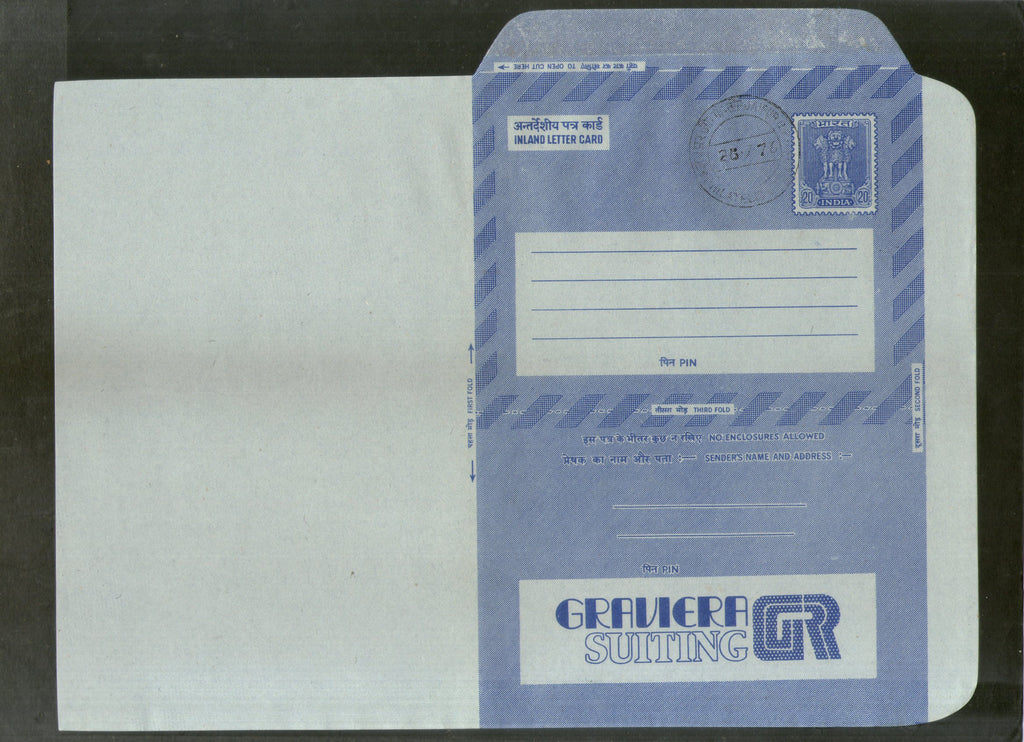 यहाँ काट कर खोलिए TO OPEN CUT HERE
अन्तर्देशीय पत्र कार्ड
INLAND LETTER CARD
भारत
20 20
INDIA
पिन PIN
पहला मोड़ FIRST FOLD
दूसरा मोड़ SECOND FOLD
तीसरा मोड़ THIRD FOLD
इस पत्र के भीतर कुछ न रखिए NO ENCLOSURES ALLOWED
प्रेषक का नाम और पता :— SENDER'S NAME AND ADDRESS :—
पिन PIN
GRAVIERA
SUITING
GR